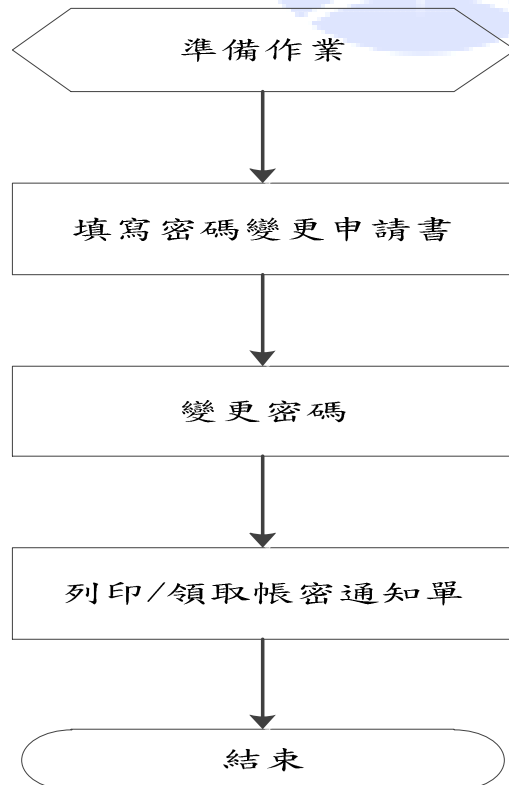 準備作業
填寫密碼變更申請書
變更密碼
列印/領取帳密通知單
結束